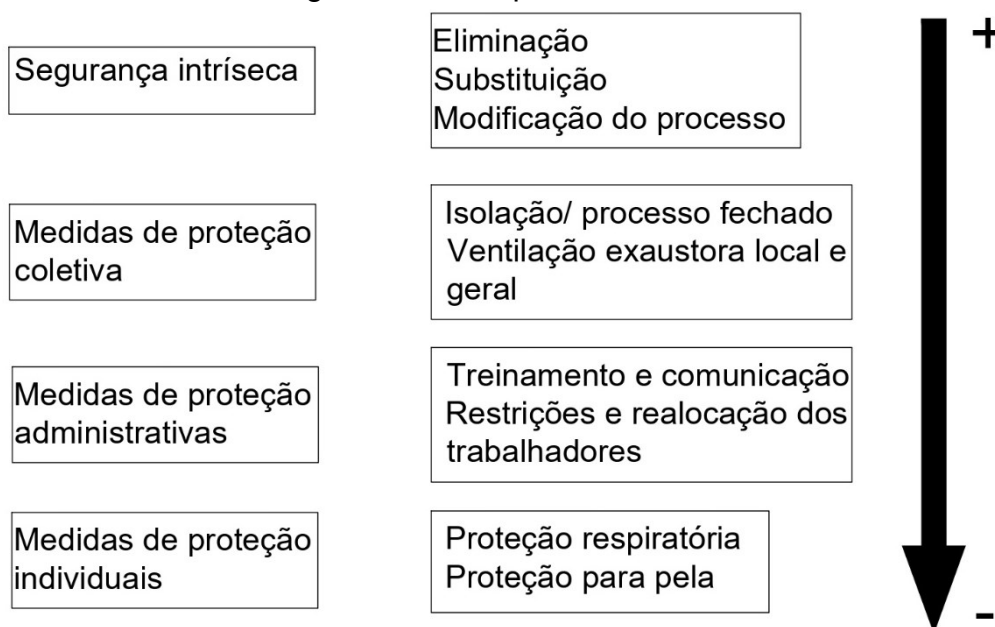 Segurança intríseca
Eliminação
Substituição
Modificação do processo
+
Medidas de proteção
coletiva
Isolação/ processo fechado
Ventilação exaustora local e
geral
Medidas de proteção
administrativas
Treinamento e comunicação
Restrições e realocação dos
trabalhadores
Medidas de proteção
individuais
Proteção respiratória
Proteção para pela
-